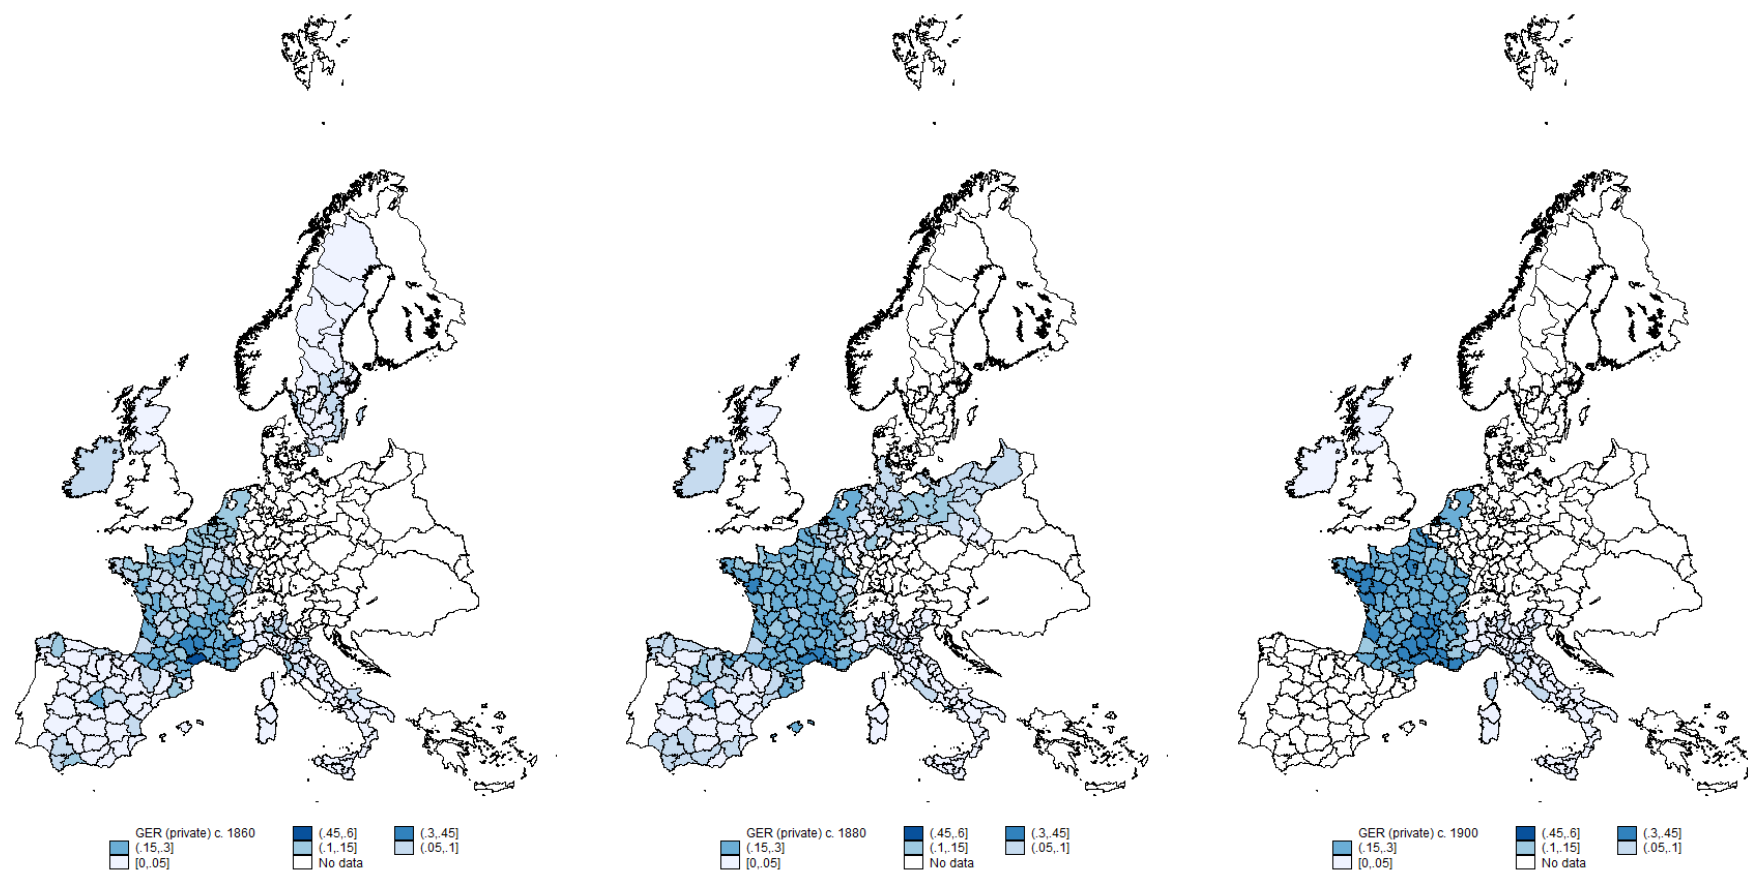 GER (private) c. 1860 (.45,.6] (.3,.45]
(.15,.3] (.1,.15] (.05,.1]
[0,.05] No data
GER (private) c. 1880 (.45,.6] (.3,.45]
(.15,.3] (.1,.15] (.05,.1]
[0,.05] No data
GER (private) c. 1900 (.45,.6] (.3,.45]
(.15,.3] (.1,.15] (.05,.1]
[0,.05] No data